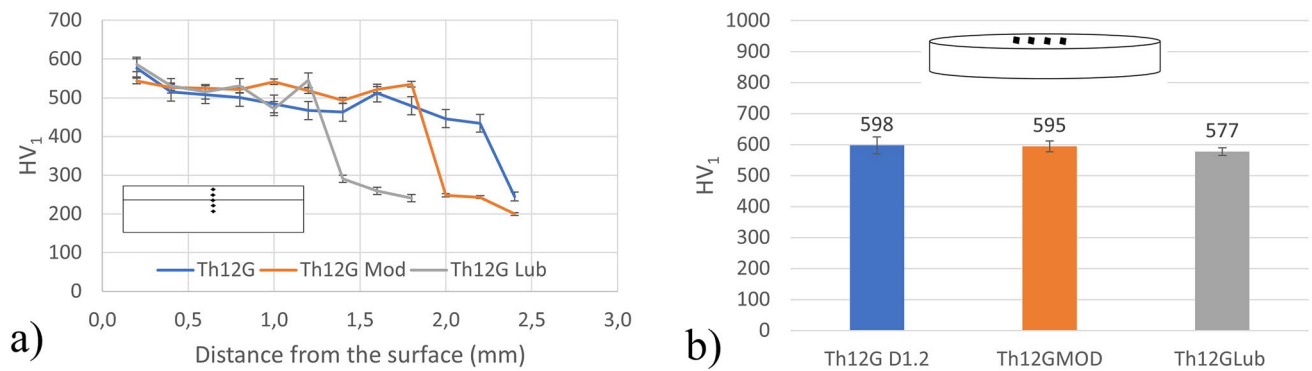 700
600
500
400
300
200
100
0
HV1
0,0 0,5 1,0 1,5 2,0 2,5 3,0
Distance from the surface (mm)
Th12G Th12G Mod Th12G Lub
a)
1000
900
800
700
600
500
400
300
200
100
0
HV1
598 595 577
Th12G D1.2 Th12GMOD Th12GLub
b)